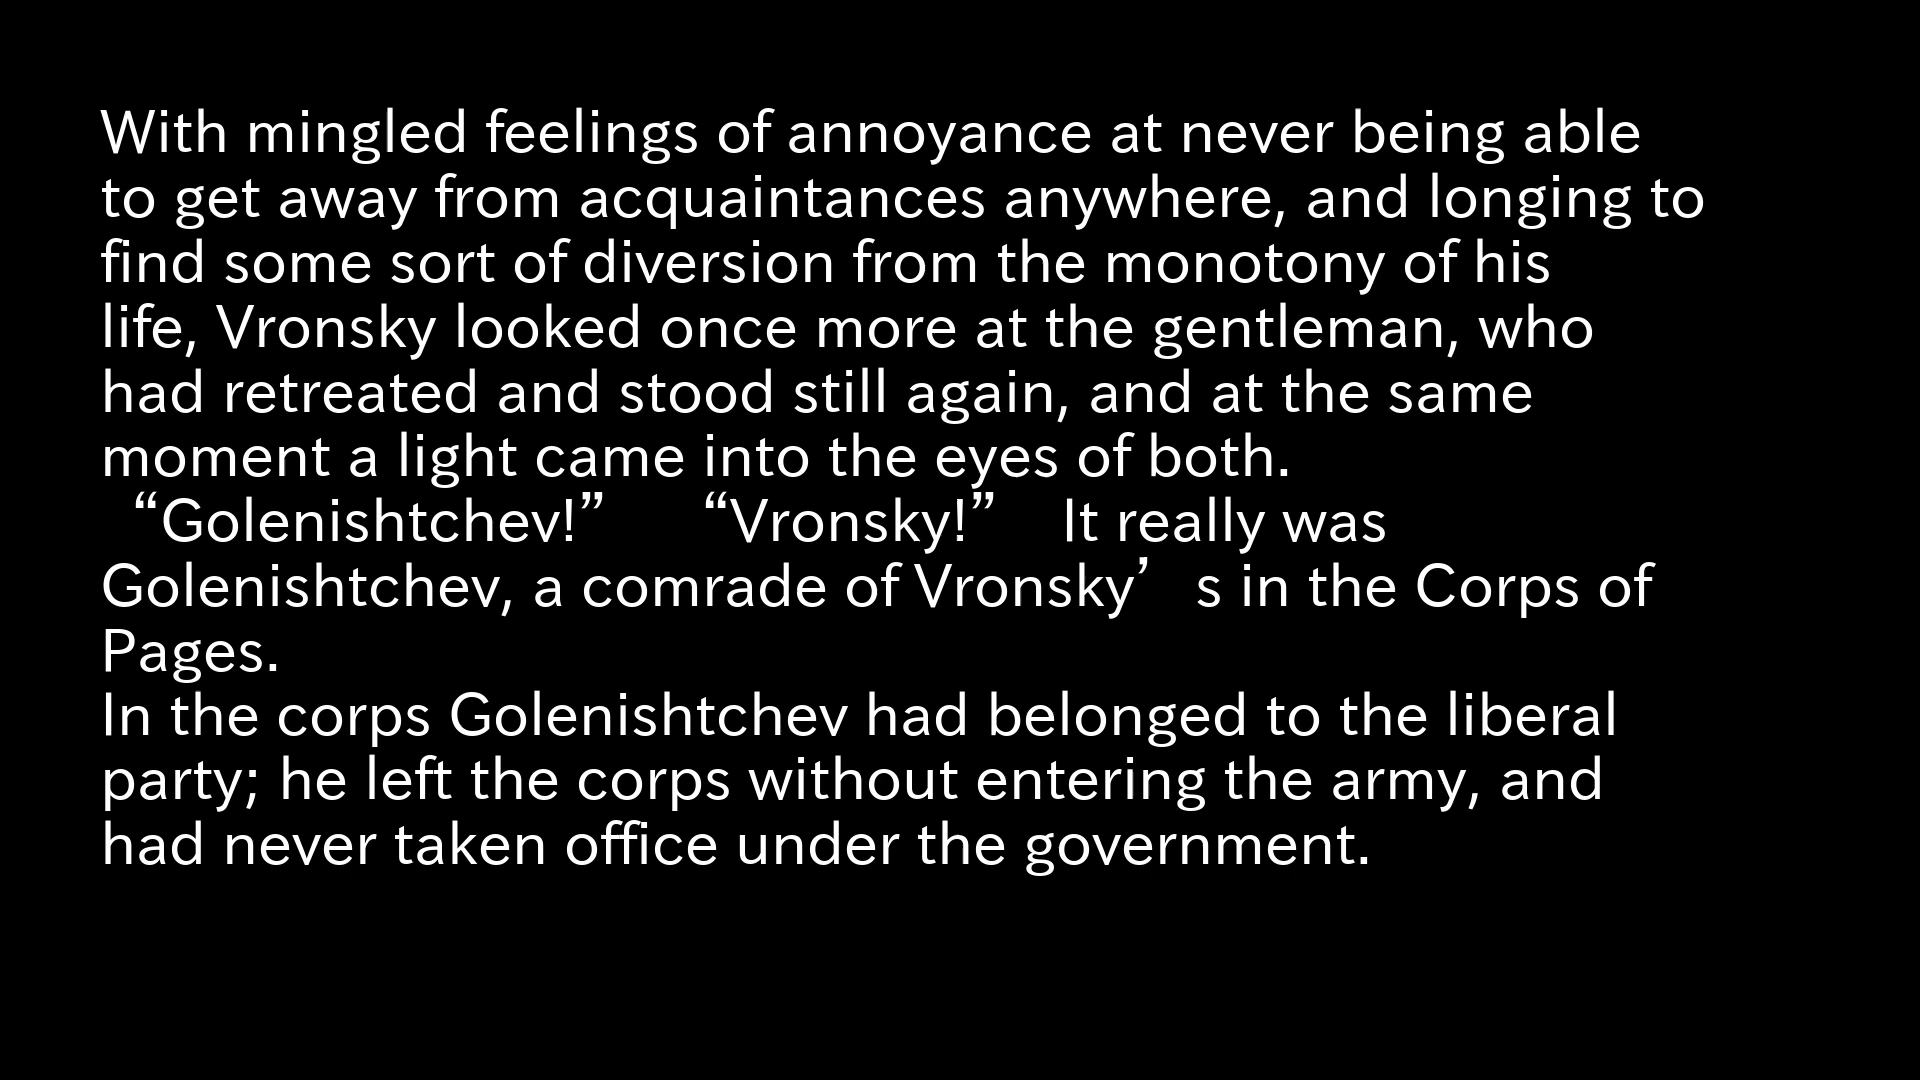 With mingled feelings of annoyance at never being able
to get away from acquaintances anywhere, and longing to
find some sort of diversion from the monotony of his
life, Vronsky looked once more at the gentleman, who
had retreated and stood still again, and at the same
moment a light came into the eyes of both.
“Golenishtchev!” “Vronsky!” It really was
Golenishtchev, a comrade of Vronsky’s in the Corps of
Pages.
In the corps Golenishtchev had belonged to the liberal
party; he left the corps without entering the army, and
had never taken office under the government.